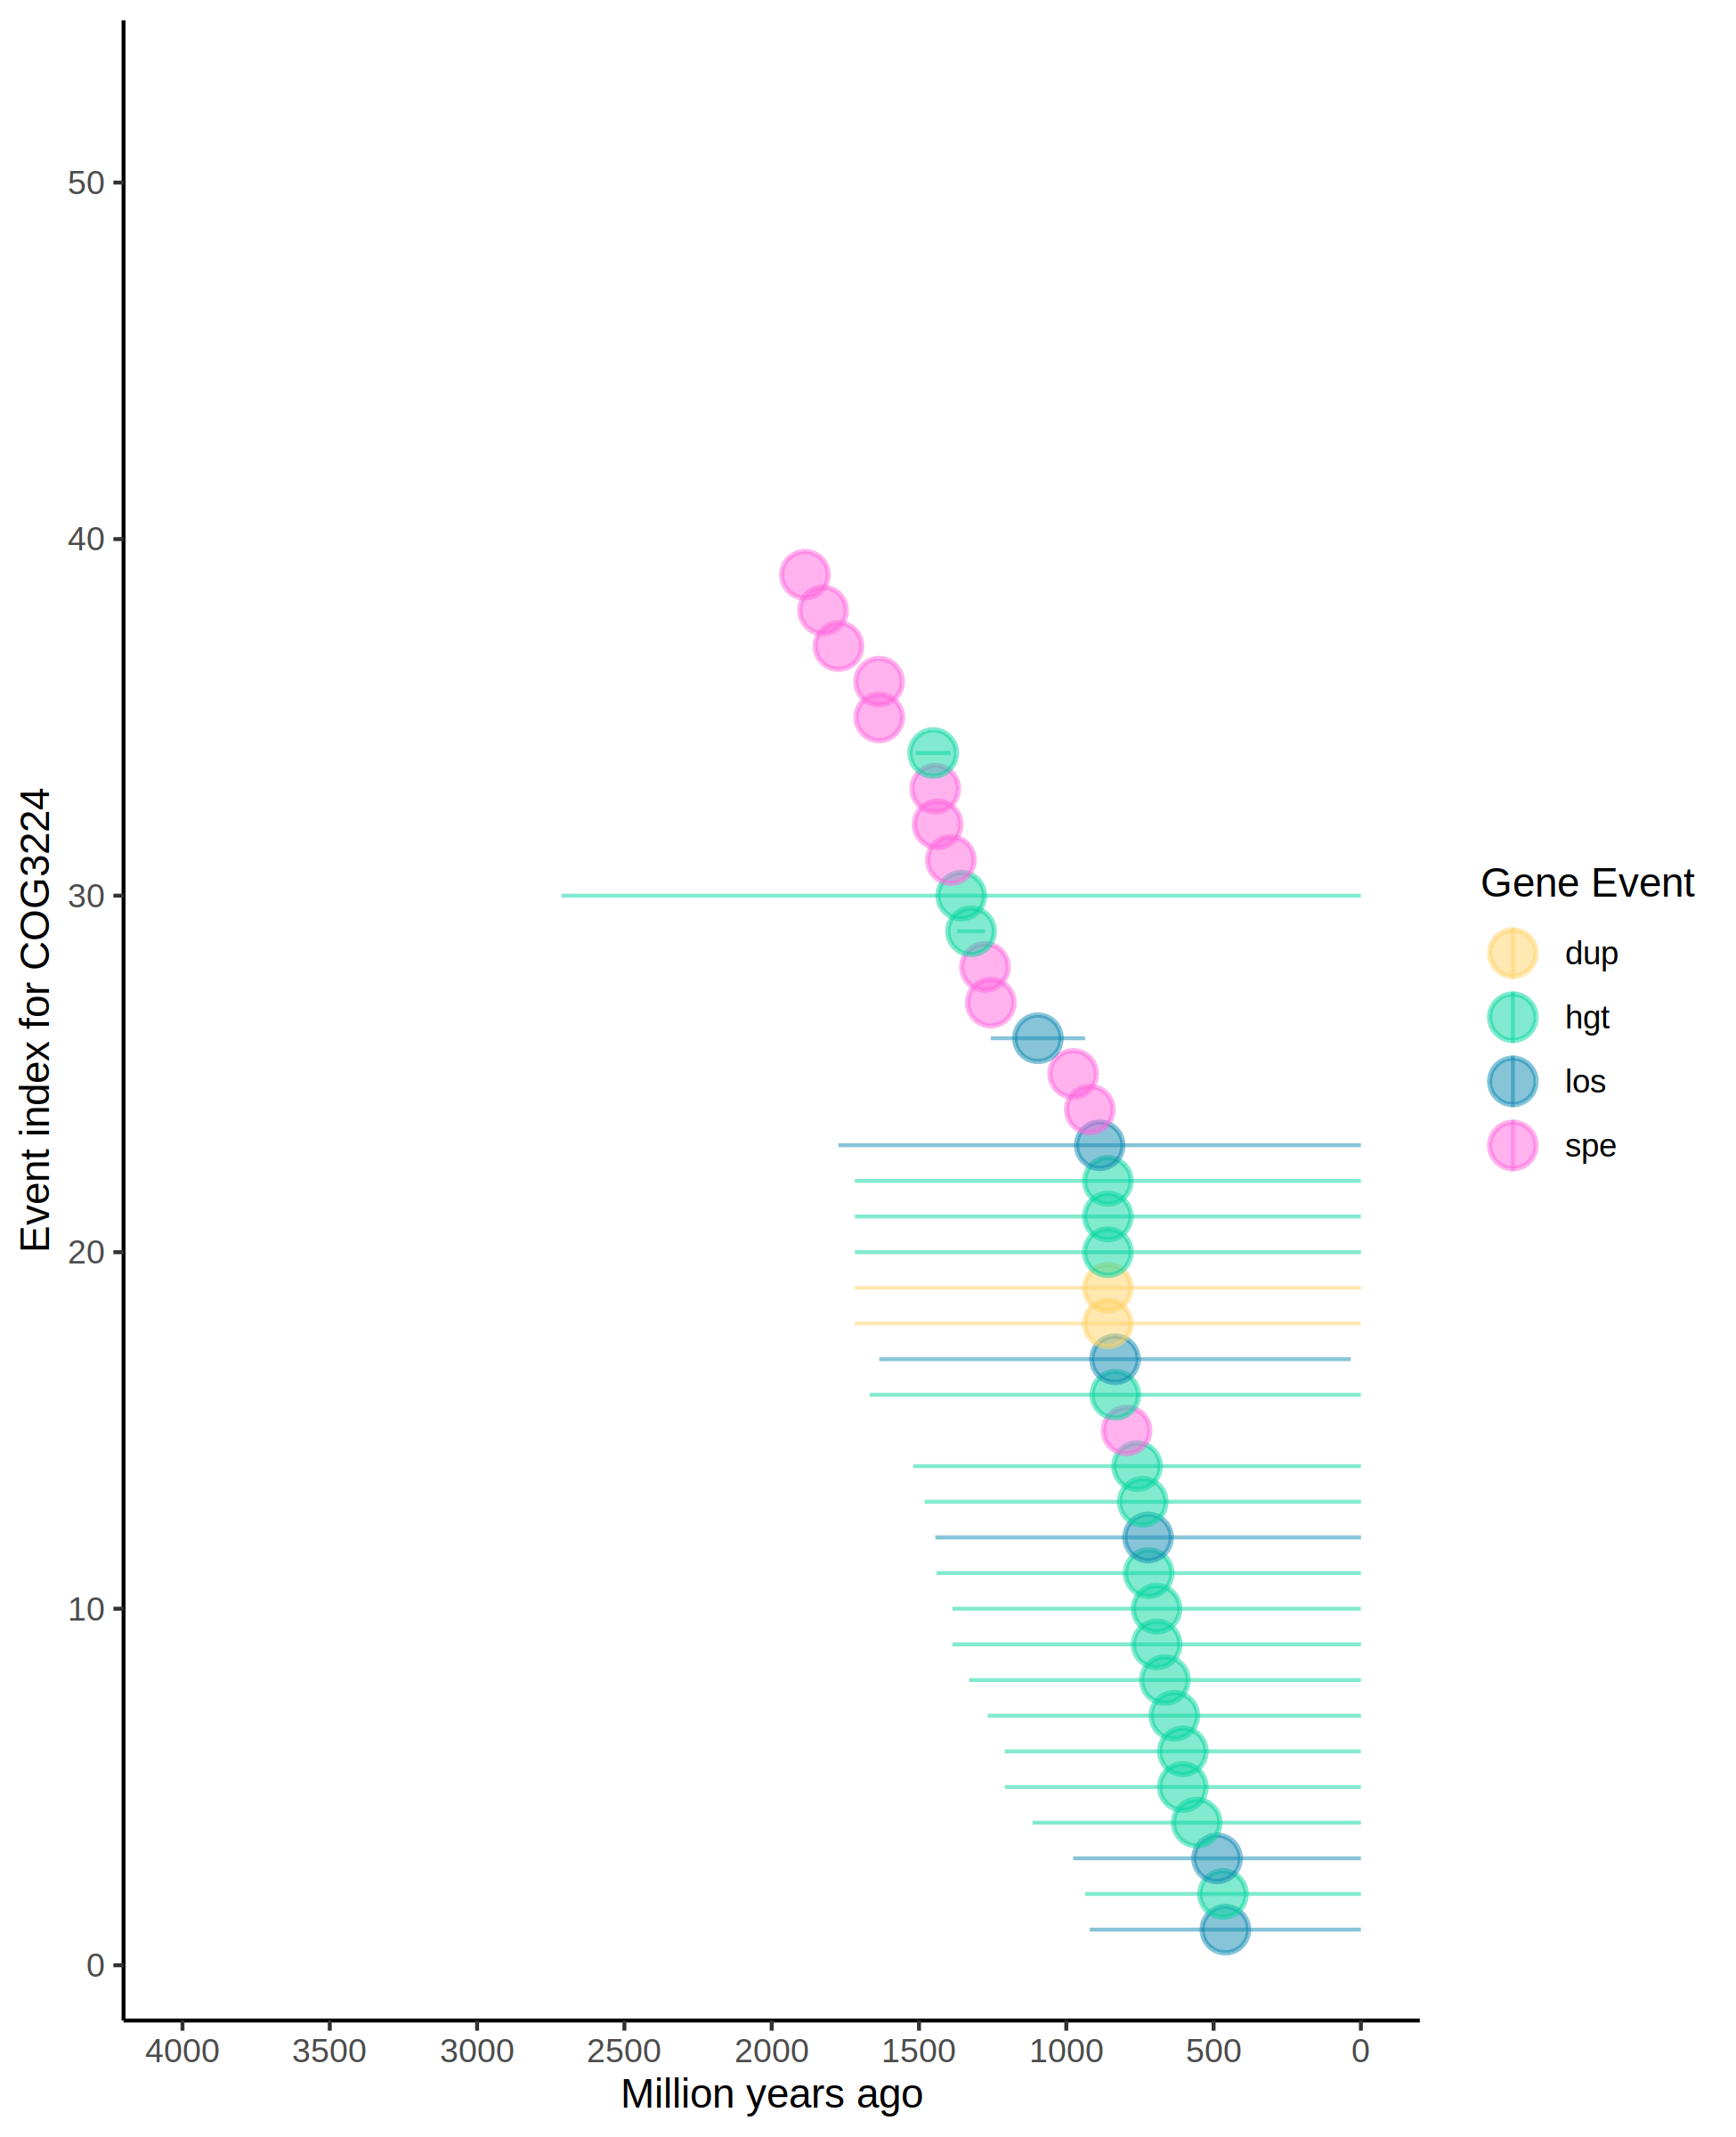 50
40
30
20
10
0
Event index for COG3224
4000 3500 3000 2500 2000 1500 1000 500 0
Million years ago
Gene Event
dup
hgt
los
spe